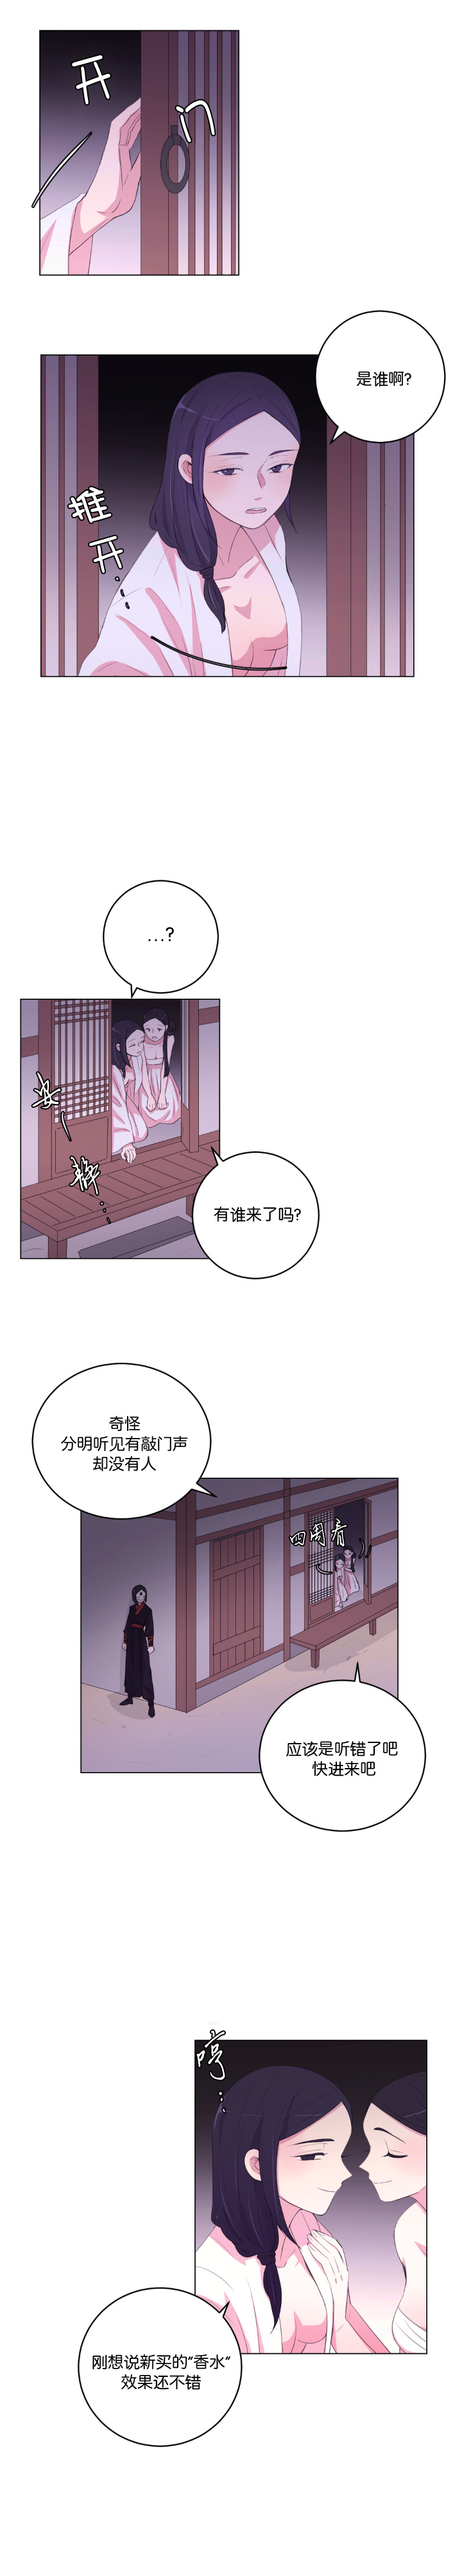 开
门
是谁啊?
推
开
...?
安
静
有谁来了吗?
奇怪
分明听见有敲门声
却没有人
四周看
应该是听错了吧
快进来吧
哼
刚想说新买的“香水”
效果还不错